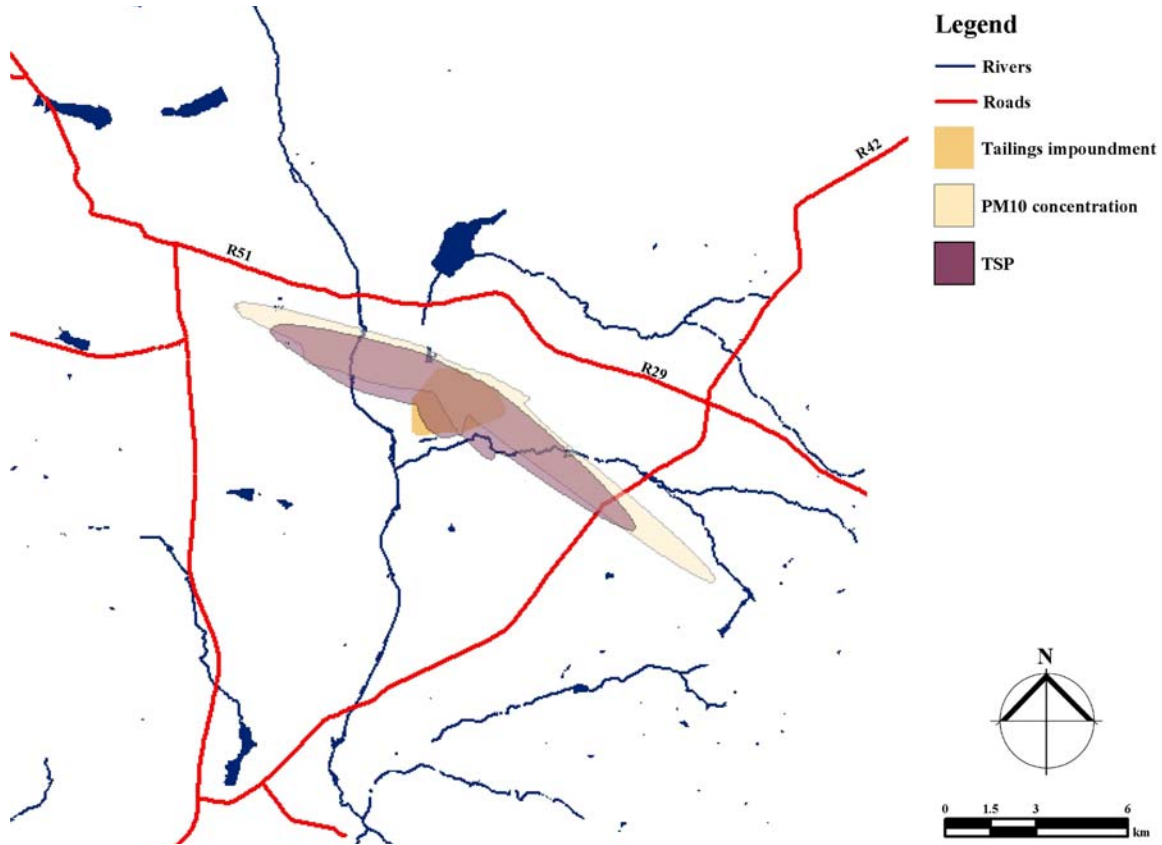 Legend
Rivers
Roads
Tailings impoundment
PM10 concentration
TSP
R42
R51
R29
N
0 1.5 3 6
km